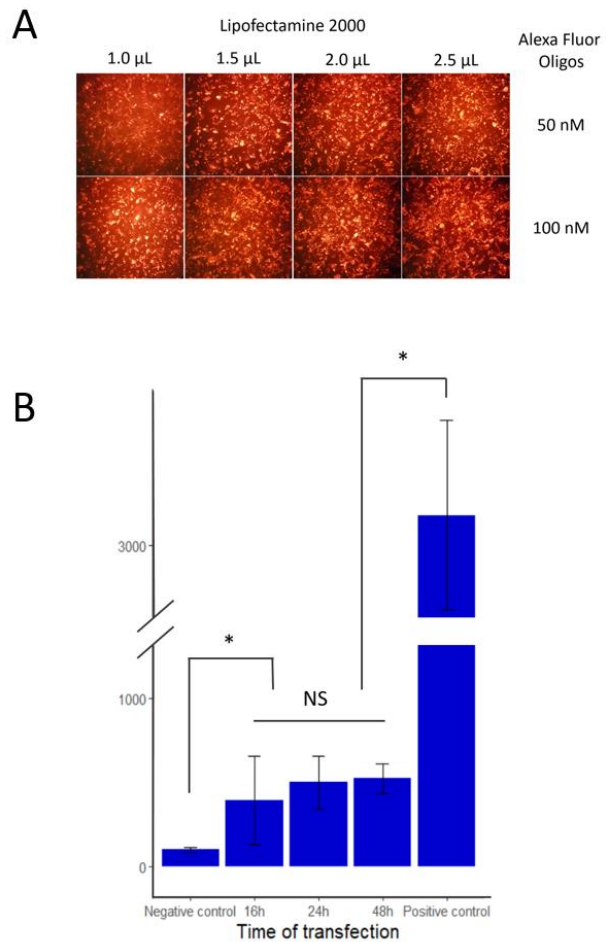 A
Lipofectamine 2000
Alexa Fluor
Oligos
1.0 µL 1.5 µL 2.0 µL 2.5 µL
50 nM
100 nM
B
*
3000
*
1000
NS
0
Negative control 16h 24h 48h Positive control
Time of transfection